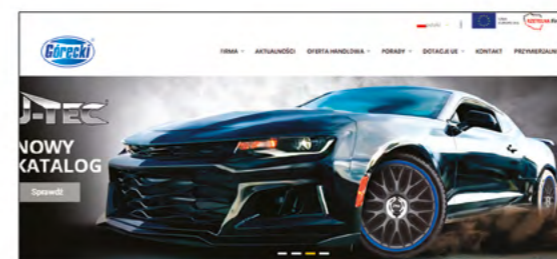 Górecki
FIRMA AKTUALNOŚCI OFERTA HANDLOWA PORADY DOTACJE UE KONTAKT
J-TEC
NOWY
KATALOG
Sprawdź